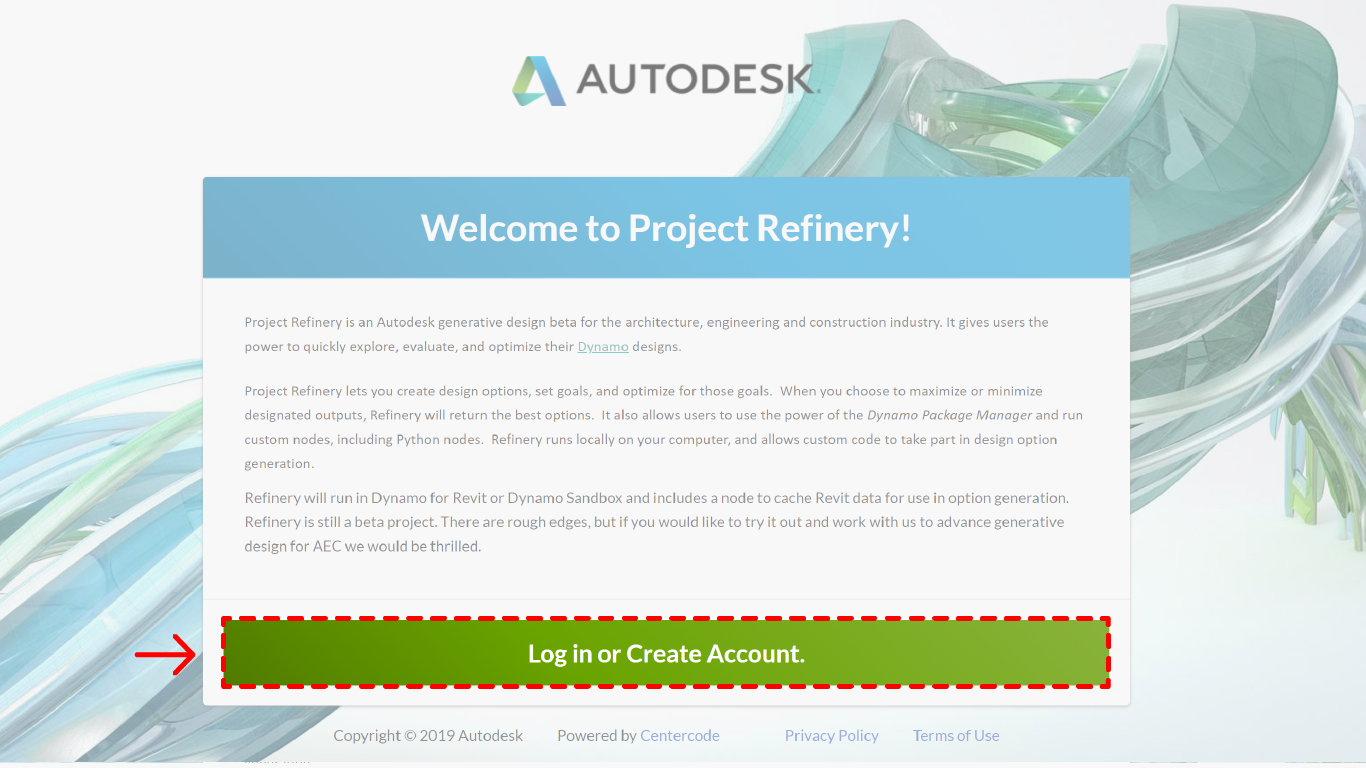 AUTODESK.
Welcome to Project Refinery!
Project Refinery is an Autodesk generative design beta for the architecture, engineering and construction industry. It gives users the
power to quickly explore, evaluate, and optimize their Dynamo designs.
Project Refinery lets you create design options, set goals, and optimize for those goals.  When you choose to maximize or minimize
designated outputs, Refinery will return the best options.  It also allows users to use the power of the Dynamo Package Manager and run
custom nodes, including Python nodes.  Refinery runs locally on your computer, and allows custom code to take part in design option
generation.
Refinery will run in Dynamo for Revit or Dynamo Sandbox and includes a node to cache Revit data for use in option generation.
Refinery is still a beta project. There are rough edges, but if you would like to try it out and work with us to advance generative
design for AEC we would be thrilled.
Log in or Create Account.
Copyright © 2019 Autodesk Powered by Centercode Privacy Policy Terms of Use